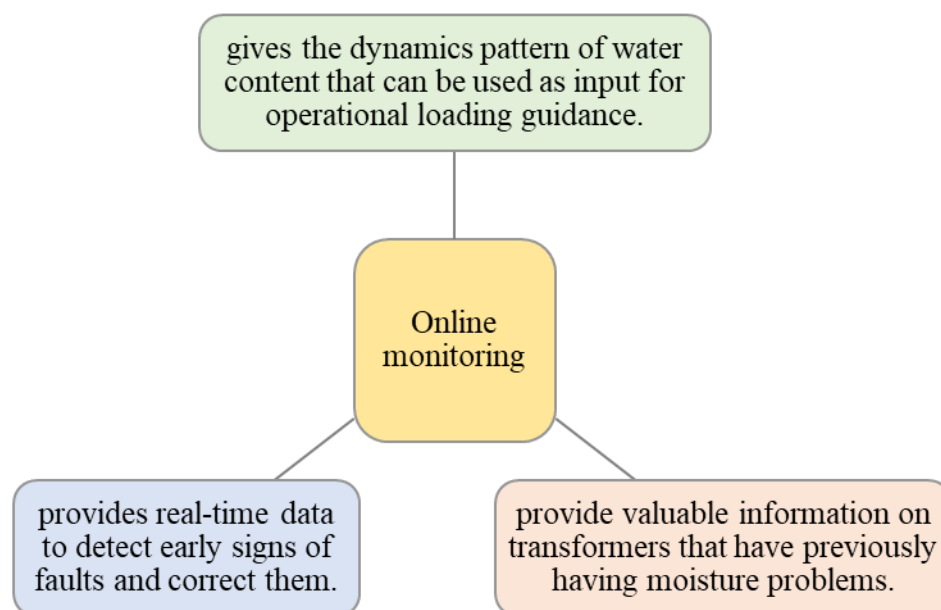 gives the dynamics pattern of water
content that can be used as input for
operational loading guidance.
Online
monitoring
provides real-time data
to detect early signs of
faults and correct them.
provide valuable information on
transformers that have previously
having moisture problems.